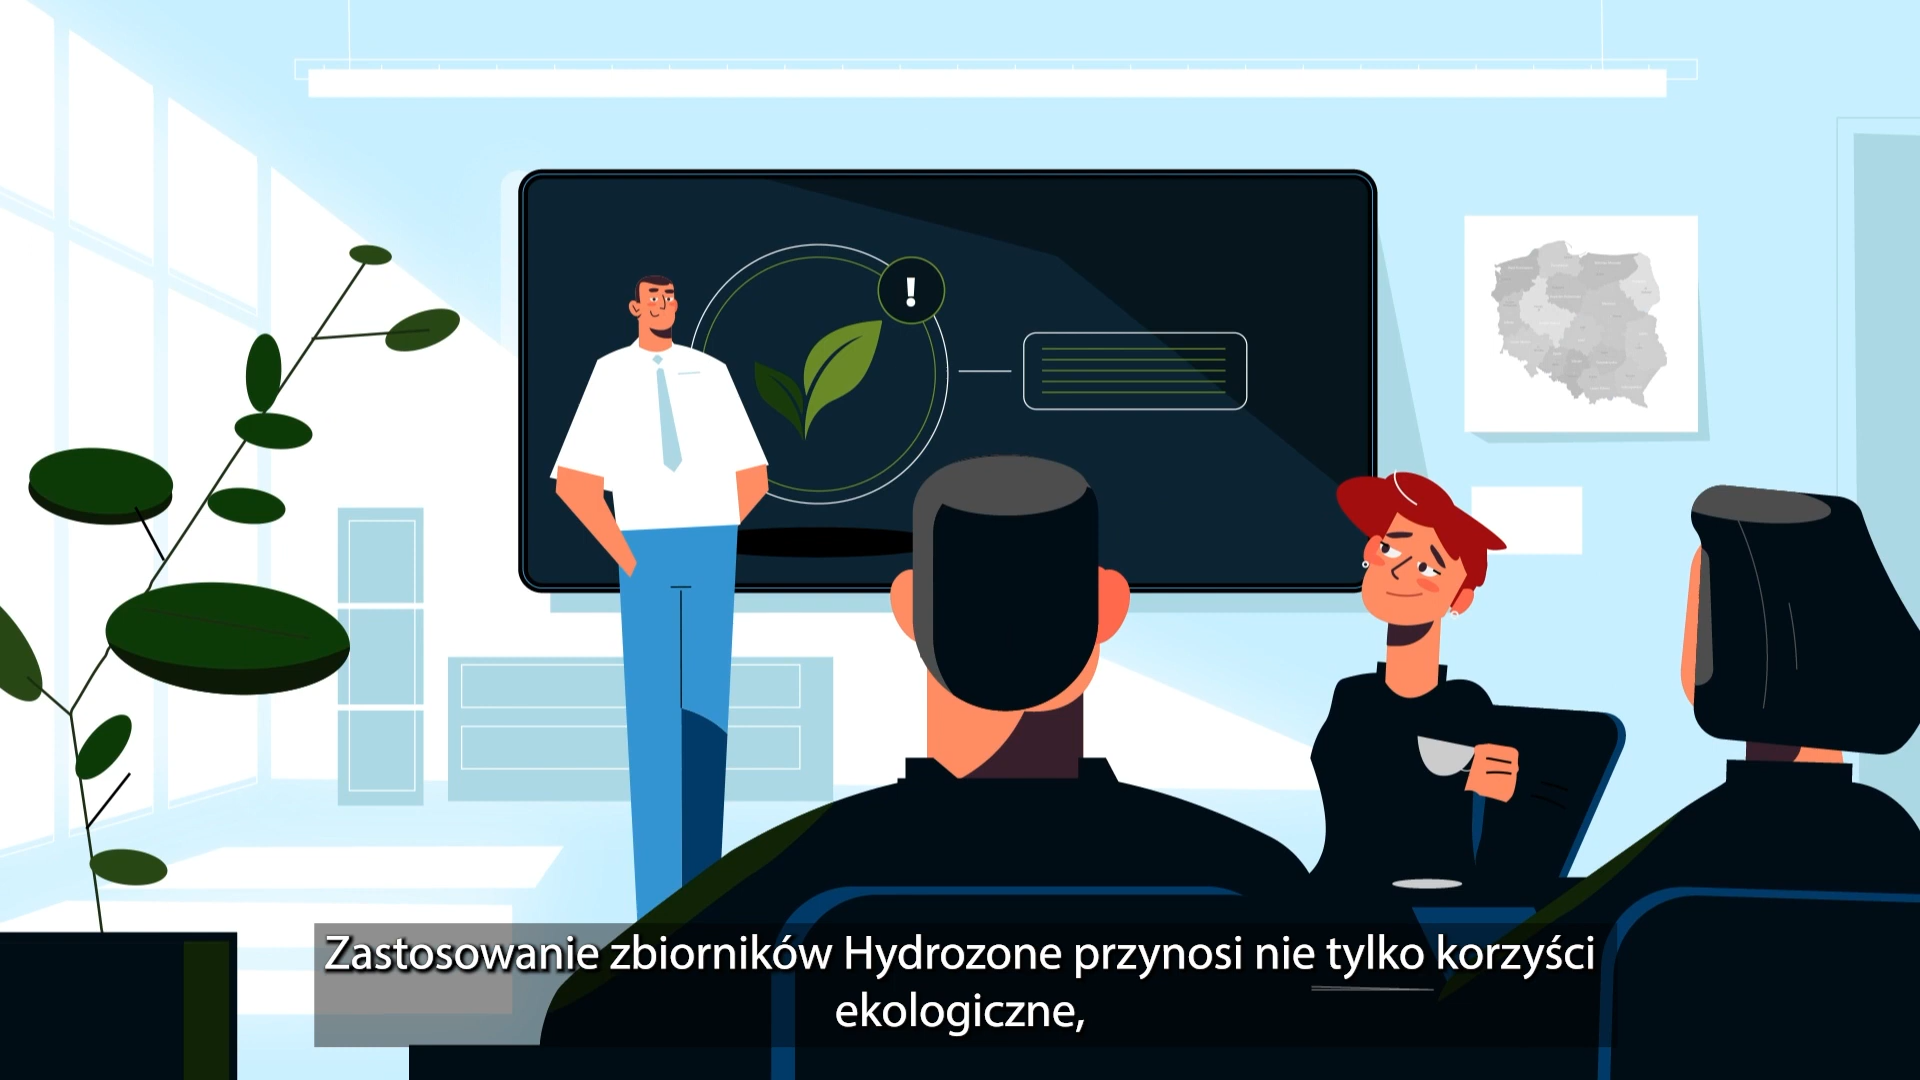 !
Zastosowanie zbiorników Hydrozone przynosi nie tylko korzyści
ekologiczne,